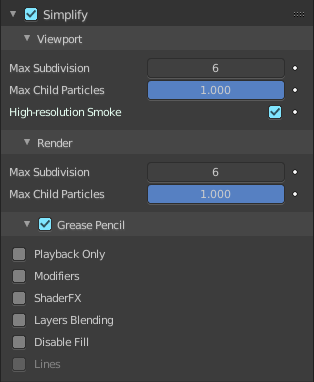 Simplify
Viewport
Max Subdivision 6
Max Child Particles 1.000
High-resolution Smoke
Render
Max Subdivision 6
Max Child Particles 1.000
Grease Pencil
Playback Only
Modifiers
ShaderFX
Layers Blending
Disable Fill
Lines